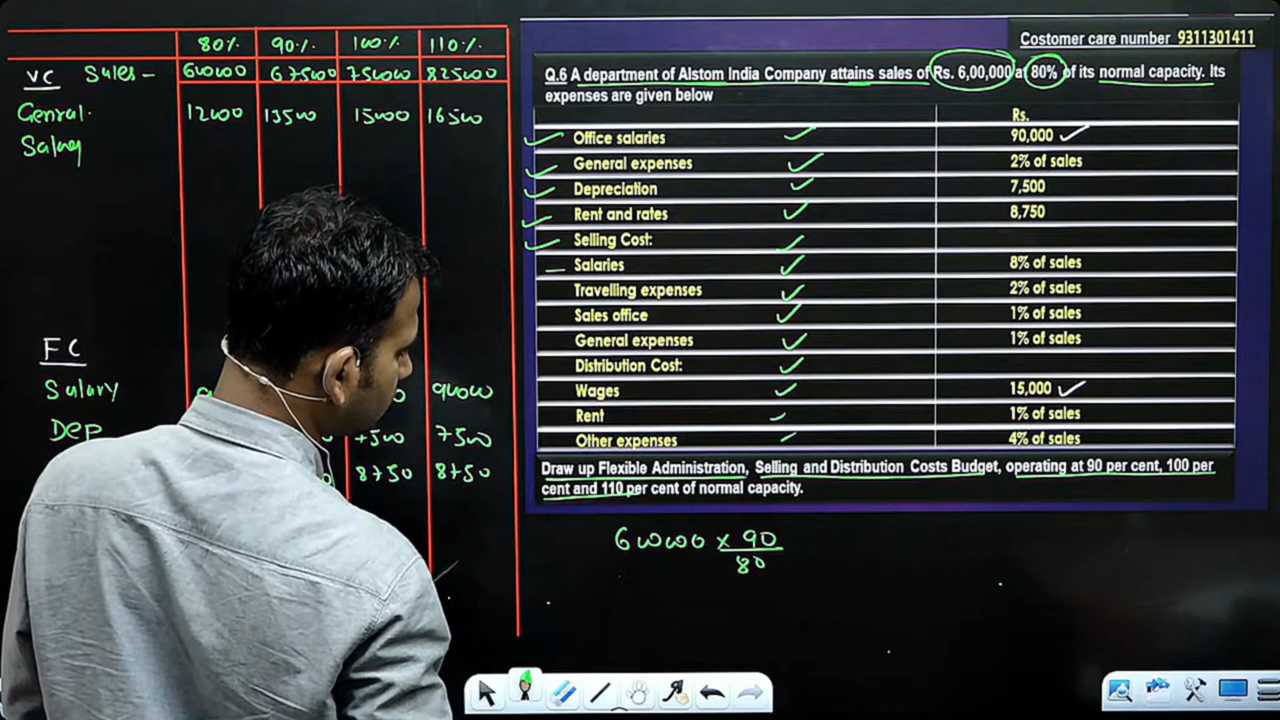 80% 90% 100% 110%
VC Sales - 600000 675000 750000 825000
Genral. 12000 13500 15000 16500
Salary
FC
Salary 90000
Dep 7500 7500
8750 8750
Costomer care number 9311301411
Q.6 A department of Alstom India Company attains sales of Rs. 6,00,000 at 80% of its normal capacity. Its
expenses are given below
Rs.
Office salaries 90,000
General expenses 2% of sales
Depreciation 7,500
Rent and rates 8,750
Selling Cost:
Salaries 8% of sales
Travelling expenses 2% of sales
Sales office 1% of sales
General expenses 1% of sales
Distribution Cost:
Wages 15,000
Rent 1% of sales
Other expenses 4% of sales
Draw up Flexible Administration, Selling and Distribution Costs Budget, operating at 90 per cent, 100 per
cent and 110 per cent of normal capacity.
600000 x 90
80